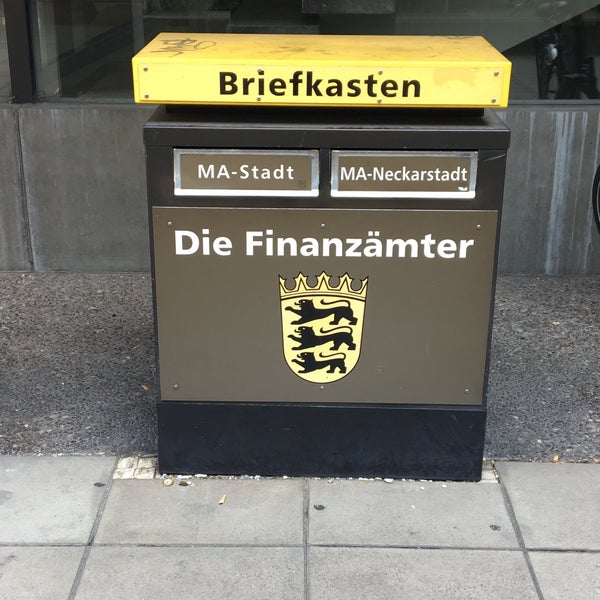 Briefkasten
MA-Stadt
MA-Neckarstadt
Die Finanzämter